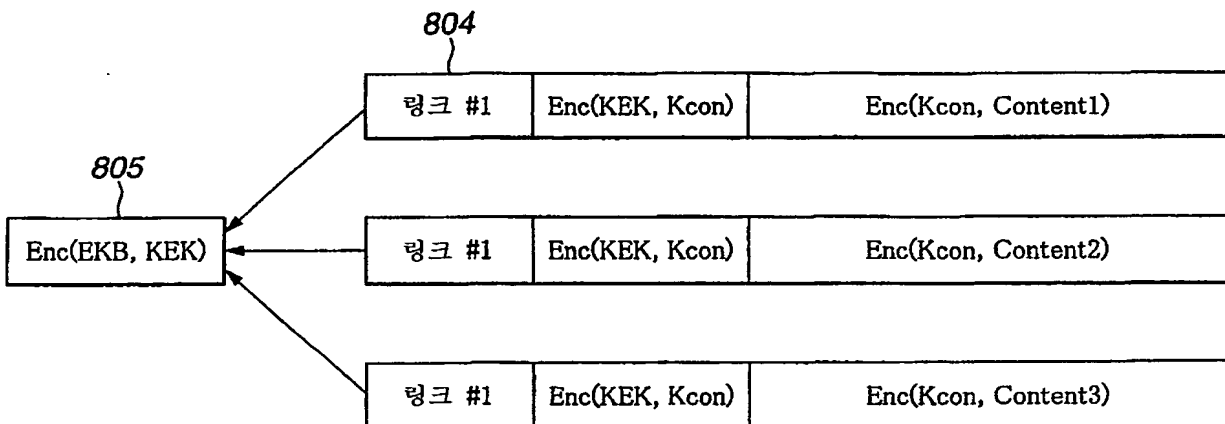 804
링크 #1 Enc(KEK, Kcon) Enc(Kcon, Content1)
805
Enc(EKB, KEK) 링크 #1 Enc(KEK, Kcon) Enc(Kcon, Content2)
링크 #1 Enc(KEK, Kcon) Enc(Kcon, Content3)